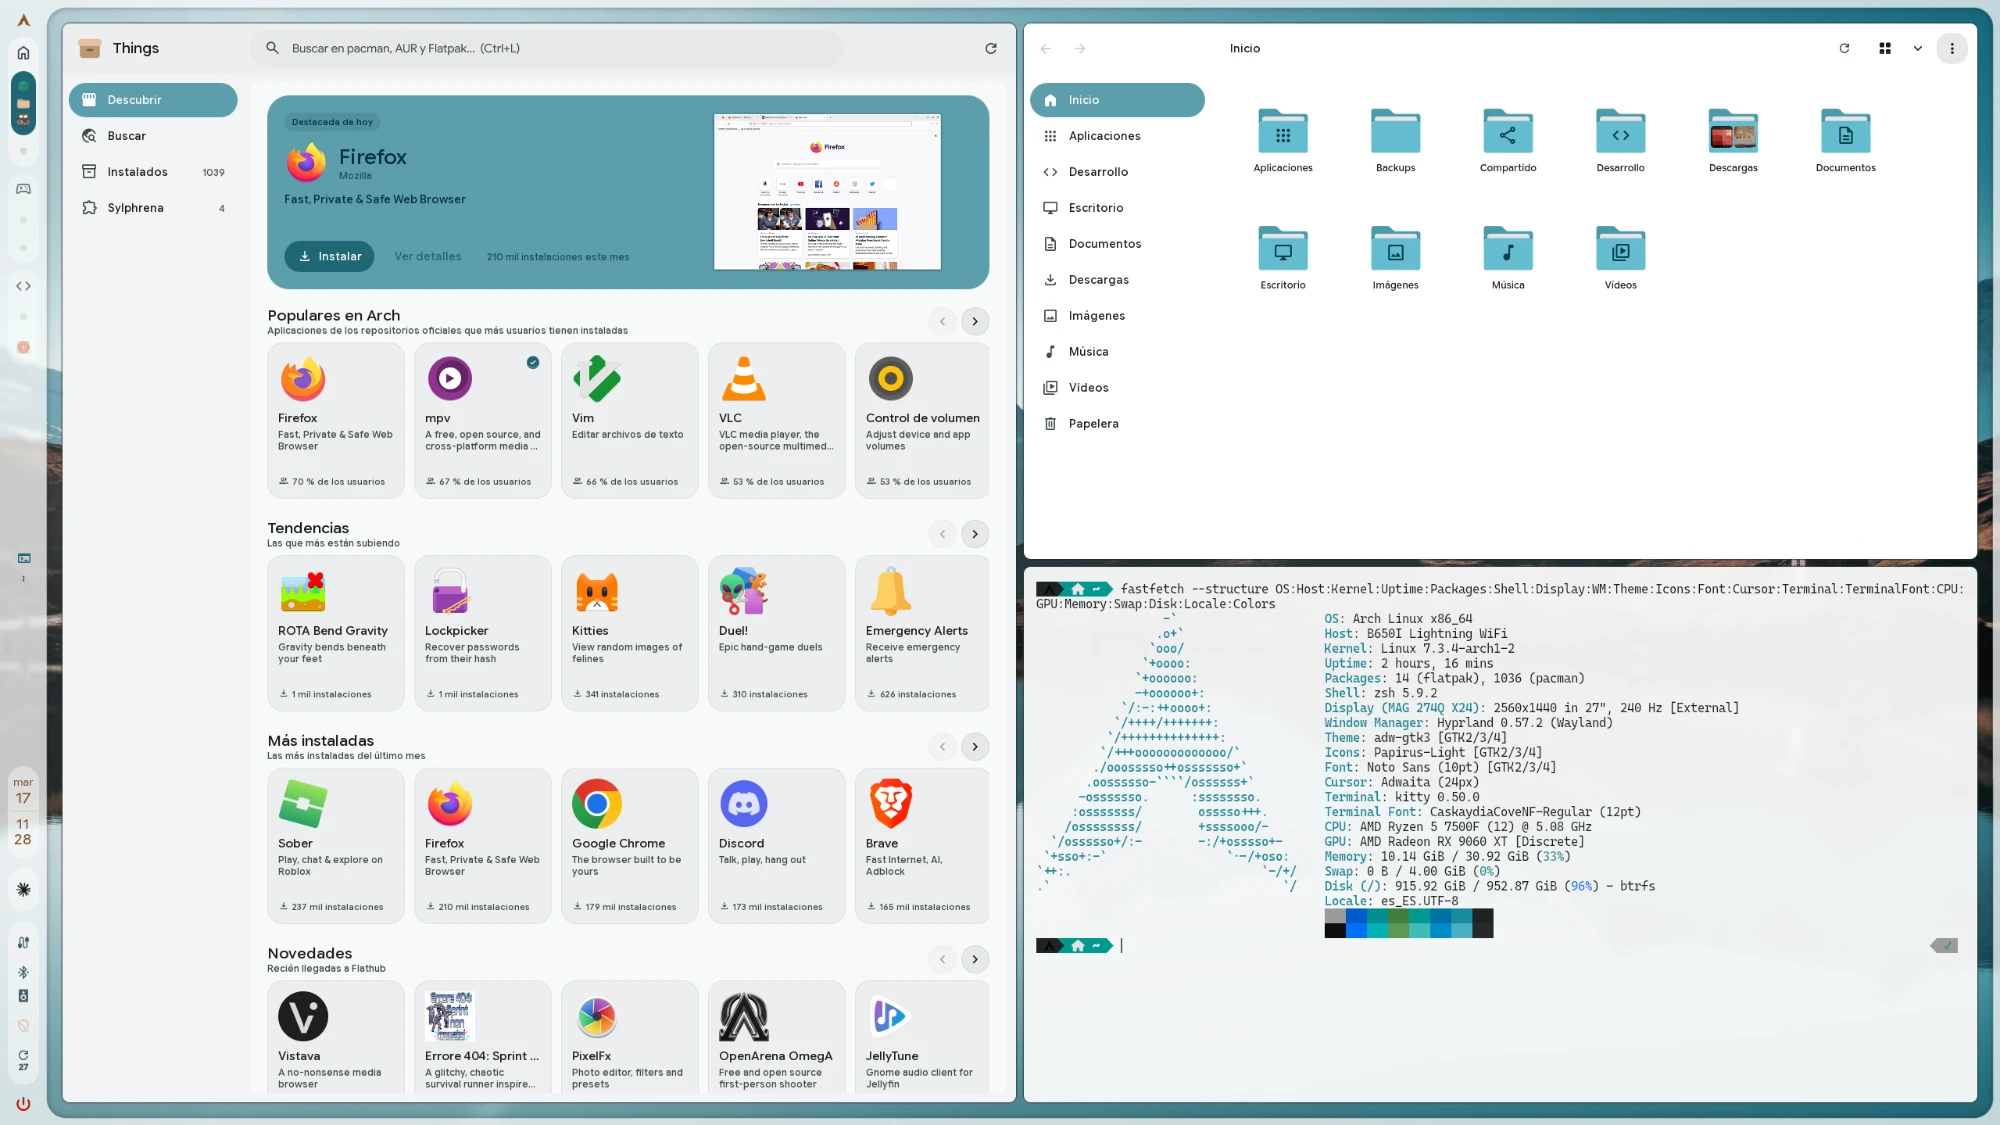 Things
Buscar en pacman, AUR y Flatpak... (Ctrl+L)
Descubrir
Buscar
Instalados 1039
Sylphrena 4
Destacada de hoy
Firefox
Mozilla
Fast, Private & Safe Web Browser
Instalar
Ver detalles
210 mil instalaciones este mes
Firefox
Populares en Arch
Aplicaciones de los repositorios oficiales que más usuarios tienen instaladas
Firefox
Fast, Private & Safe Web
Browser
70 % de los usuarios
mpv
A free, open source, and
cross-platform media ...
67 % de los usuarios
Vim
Editar archivos de texto
66 % de los usuarios
VLC
VLC media player, the
open-source multimed...
53 % de los usuarios
Control de volumen
Adjust device and app
volumes
53 % de los usuarios
Tendencias
Las que más están subiendo
ROTA Bend Gravity
Gravity bends beneath
your feet
1 mil instalaciones
Lockpicker
Recover passwords
from their hash
1 mil instalaciones
Kitties
View random images of
felines
341 instalaciones
Duel!
Epic hand-game duels
310 instalaciones
Emergency Alerts
Receive emergency
alerts
626 instalaciones
Más instaladas
Las más instaladas del último mes
Sober
Play, chat & explore on
Roblox
237 mil instalaciones
Firefox
Fast, Private & Safe Web
Browser
210 mil instalaciones
Google Chrome
The browser built to be
yours
179 mil instalaciones
Discord
Talk, play, hang out
173 mil instalaciones
Brave
Fast Internet, AI,
Adblock
165 mil instalaciones
Novedades
Recién llegadas a Flathub
Vistava
A no-nonsense media
browser
Errore 404: Sprint ...
A glitchy, chaotic
survival runner inspire...
PixelFx
Photo editor, filters and
presets
OpenArena OmegA
Free and open source
first-person shooter
JellyTune
Gnome audio client for
Jellyfin
mar
17
11
28
27
Inicio
Inicio
Aplicaciones
Desarrollo
Escritorio
Documentos
Descargas
Imágenes
Música
Vídeos
Papelera
Aplicaciones
Backups
Compartido
Desarrollo
Descargas
Documentos
Escritorio
Imágenes
Música
Vídeos
~ fastfetch --structure OS:Host:Kernel:Uptime:Packages:Shell:Display:WM:Theme:Icons:Font:Cursor:Terminal:TerminalFont:CPU:
GPU:Memory:Swap:Disk:Locale:Colors
OS: Arch Linux x86_64
Host: B650I Lightning WiFi
Kernel: Linux 7.3.4-arch1-2
Uptime: 2 hours, 16 mins
Packages: 14 (flatpak), 1036 (pacman)
Shell: zsh 5.9.2
Display (MAG 274Q X24): 2560x1440 in 27", 240 Hz [External]
Window Manager: Hyprland 0.57.2 (Wayland)
Theme: adw-gtk3 [GTK2/3/4]
Icons: Papirus-Light [GTK2/3/4]
Font: Noto Sans (10pt) [GTK2/3/4]
Cursor: Adwaita (24px)
Terminal: kitty 0.50.0
Terminal Font: CaskaydiaCoveNF-Regular (12pt)
CPU: AMD Ryzen 5 7500F (12) @ 5.08 GHz
GPU: AMD Radeon RX 9060 XT [Discrete]
Memory: 10.14 GiB / 30.92 GiB (33%)
Swap: 0 B / 4.00 GiB (0%)
Disk (/): 915.92 GiB / 952.87 GiB (96%) - btrfs
Locale: es_ES.UTF-8
~